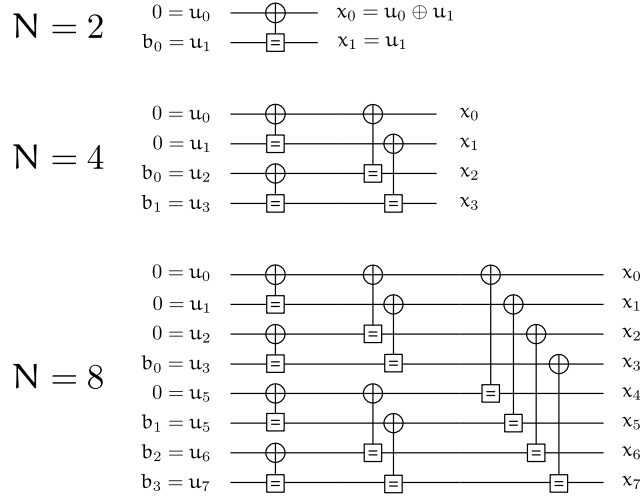 N = 2
0 = u₀ x₀ = u₀ ⊕ u₁
b₀ = u₁ = x₁ = u₁
N = 4
0 = u₀ x₀
0 = u₁ = x₁
b₀ = u₂ = x₂
b₁ = u₃ = = x₃
N = 8
0 = u₀ x₀
0 = u₁ = x₁
0 = u₂ = x₂
b₀ = u₃ = = x₃
0 = u₅ = x₄
b₁ = u₅ = = x₅
b₂ = u₆ = = x₆
b₃ = u₇ = = = x₇